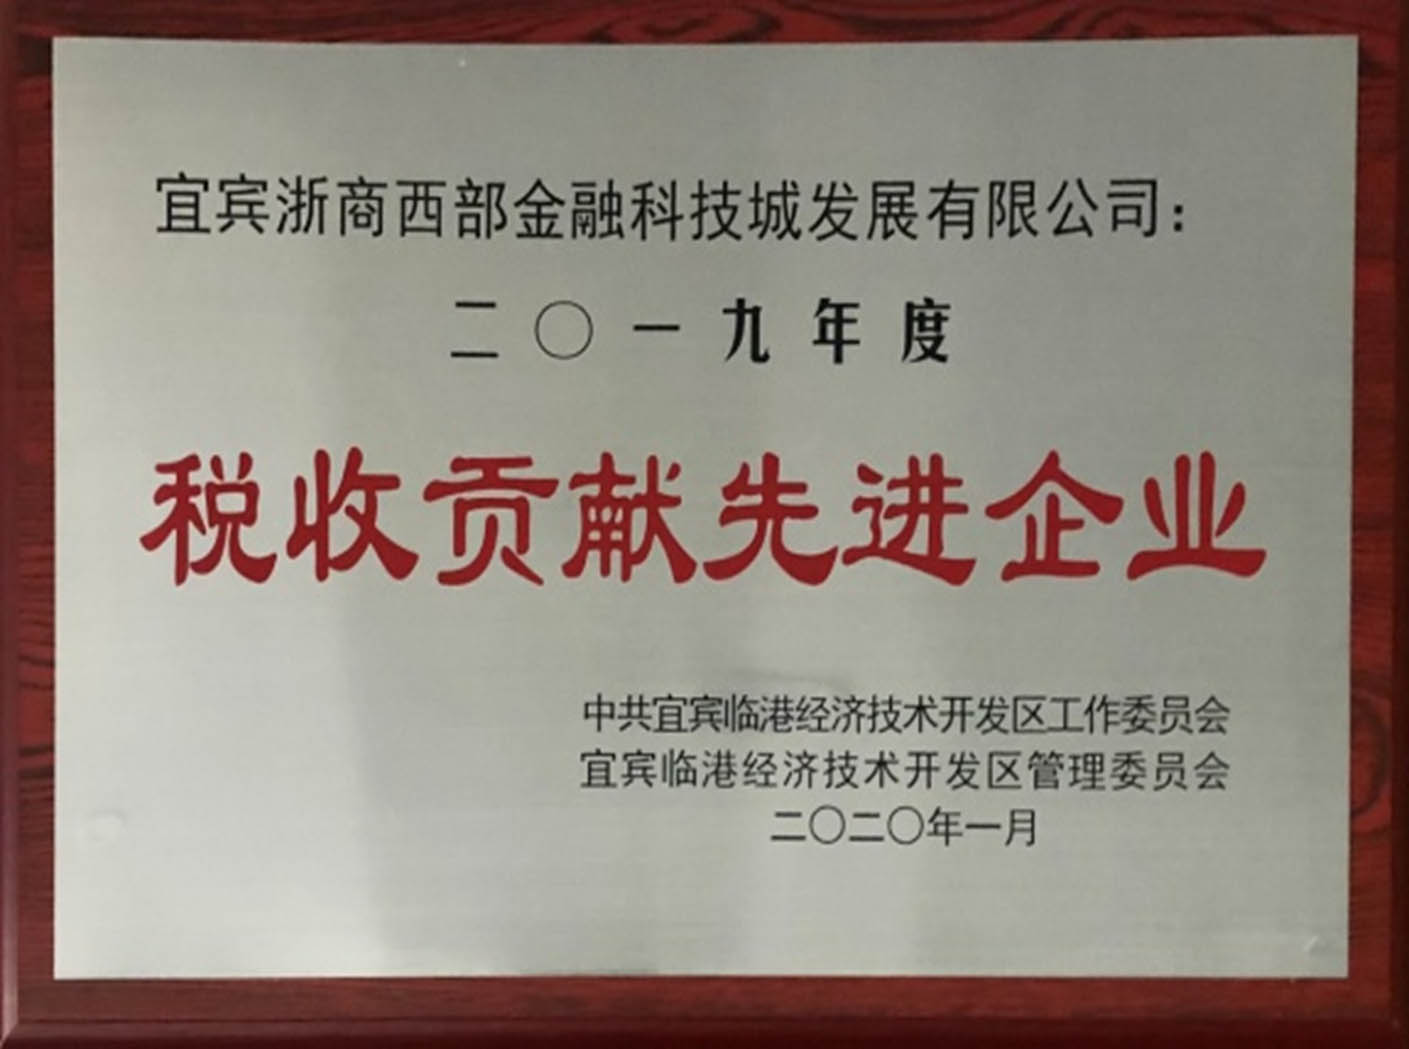 宜宾浙商西部金融科技城发展有限公司：
二〇一九年度
税收贡献先进企业
中共宜宾临港经济技术开发区工作委员会
宜宾临港经济技术开发区管理委员会
二〇二〇年一月